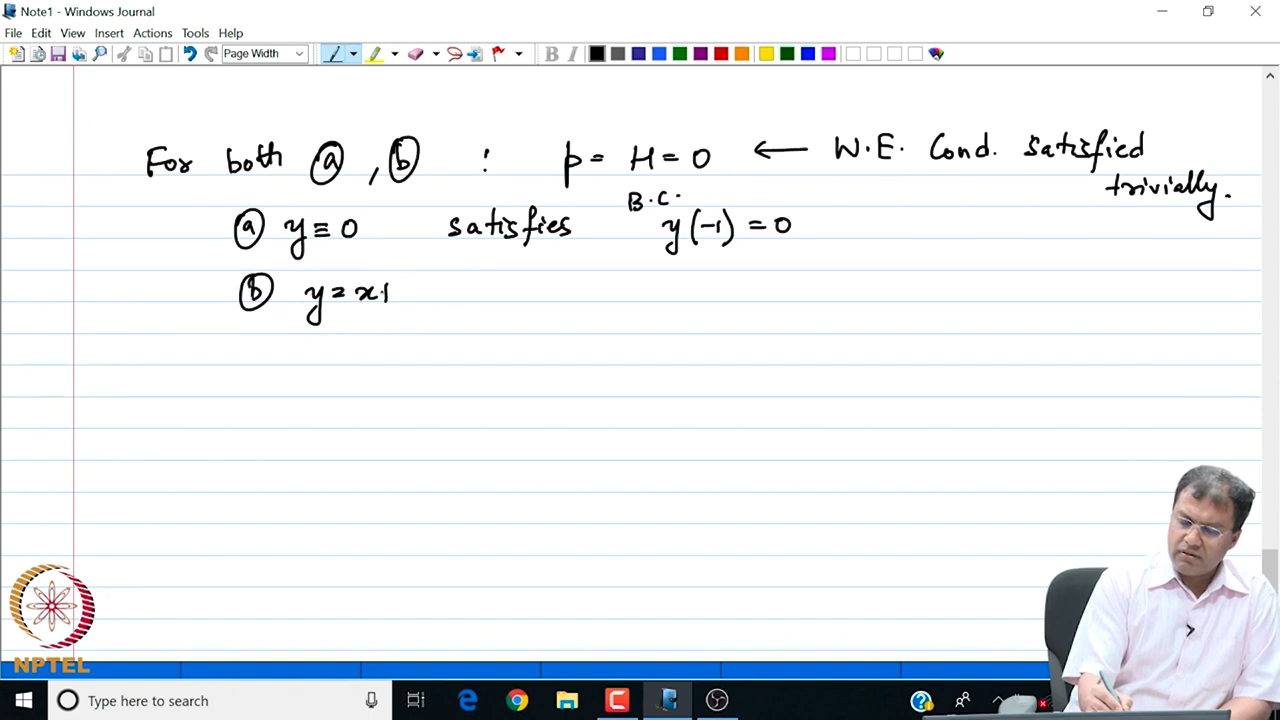 Note1 - Windows Journal
File Edit View Insert Actions Tools Help
Page Width
B I
For both (a), (b) : p = H = 0 ← W.E. Cond. satisfied trivially.
B.C.
(a) y ≡ 0 satisfies y(-1) = 0
(b) y = x+
NPTEL
Type here to search